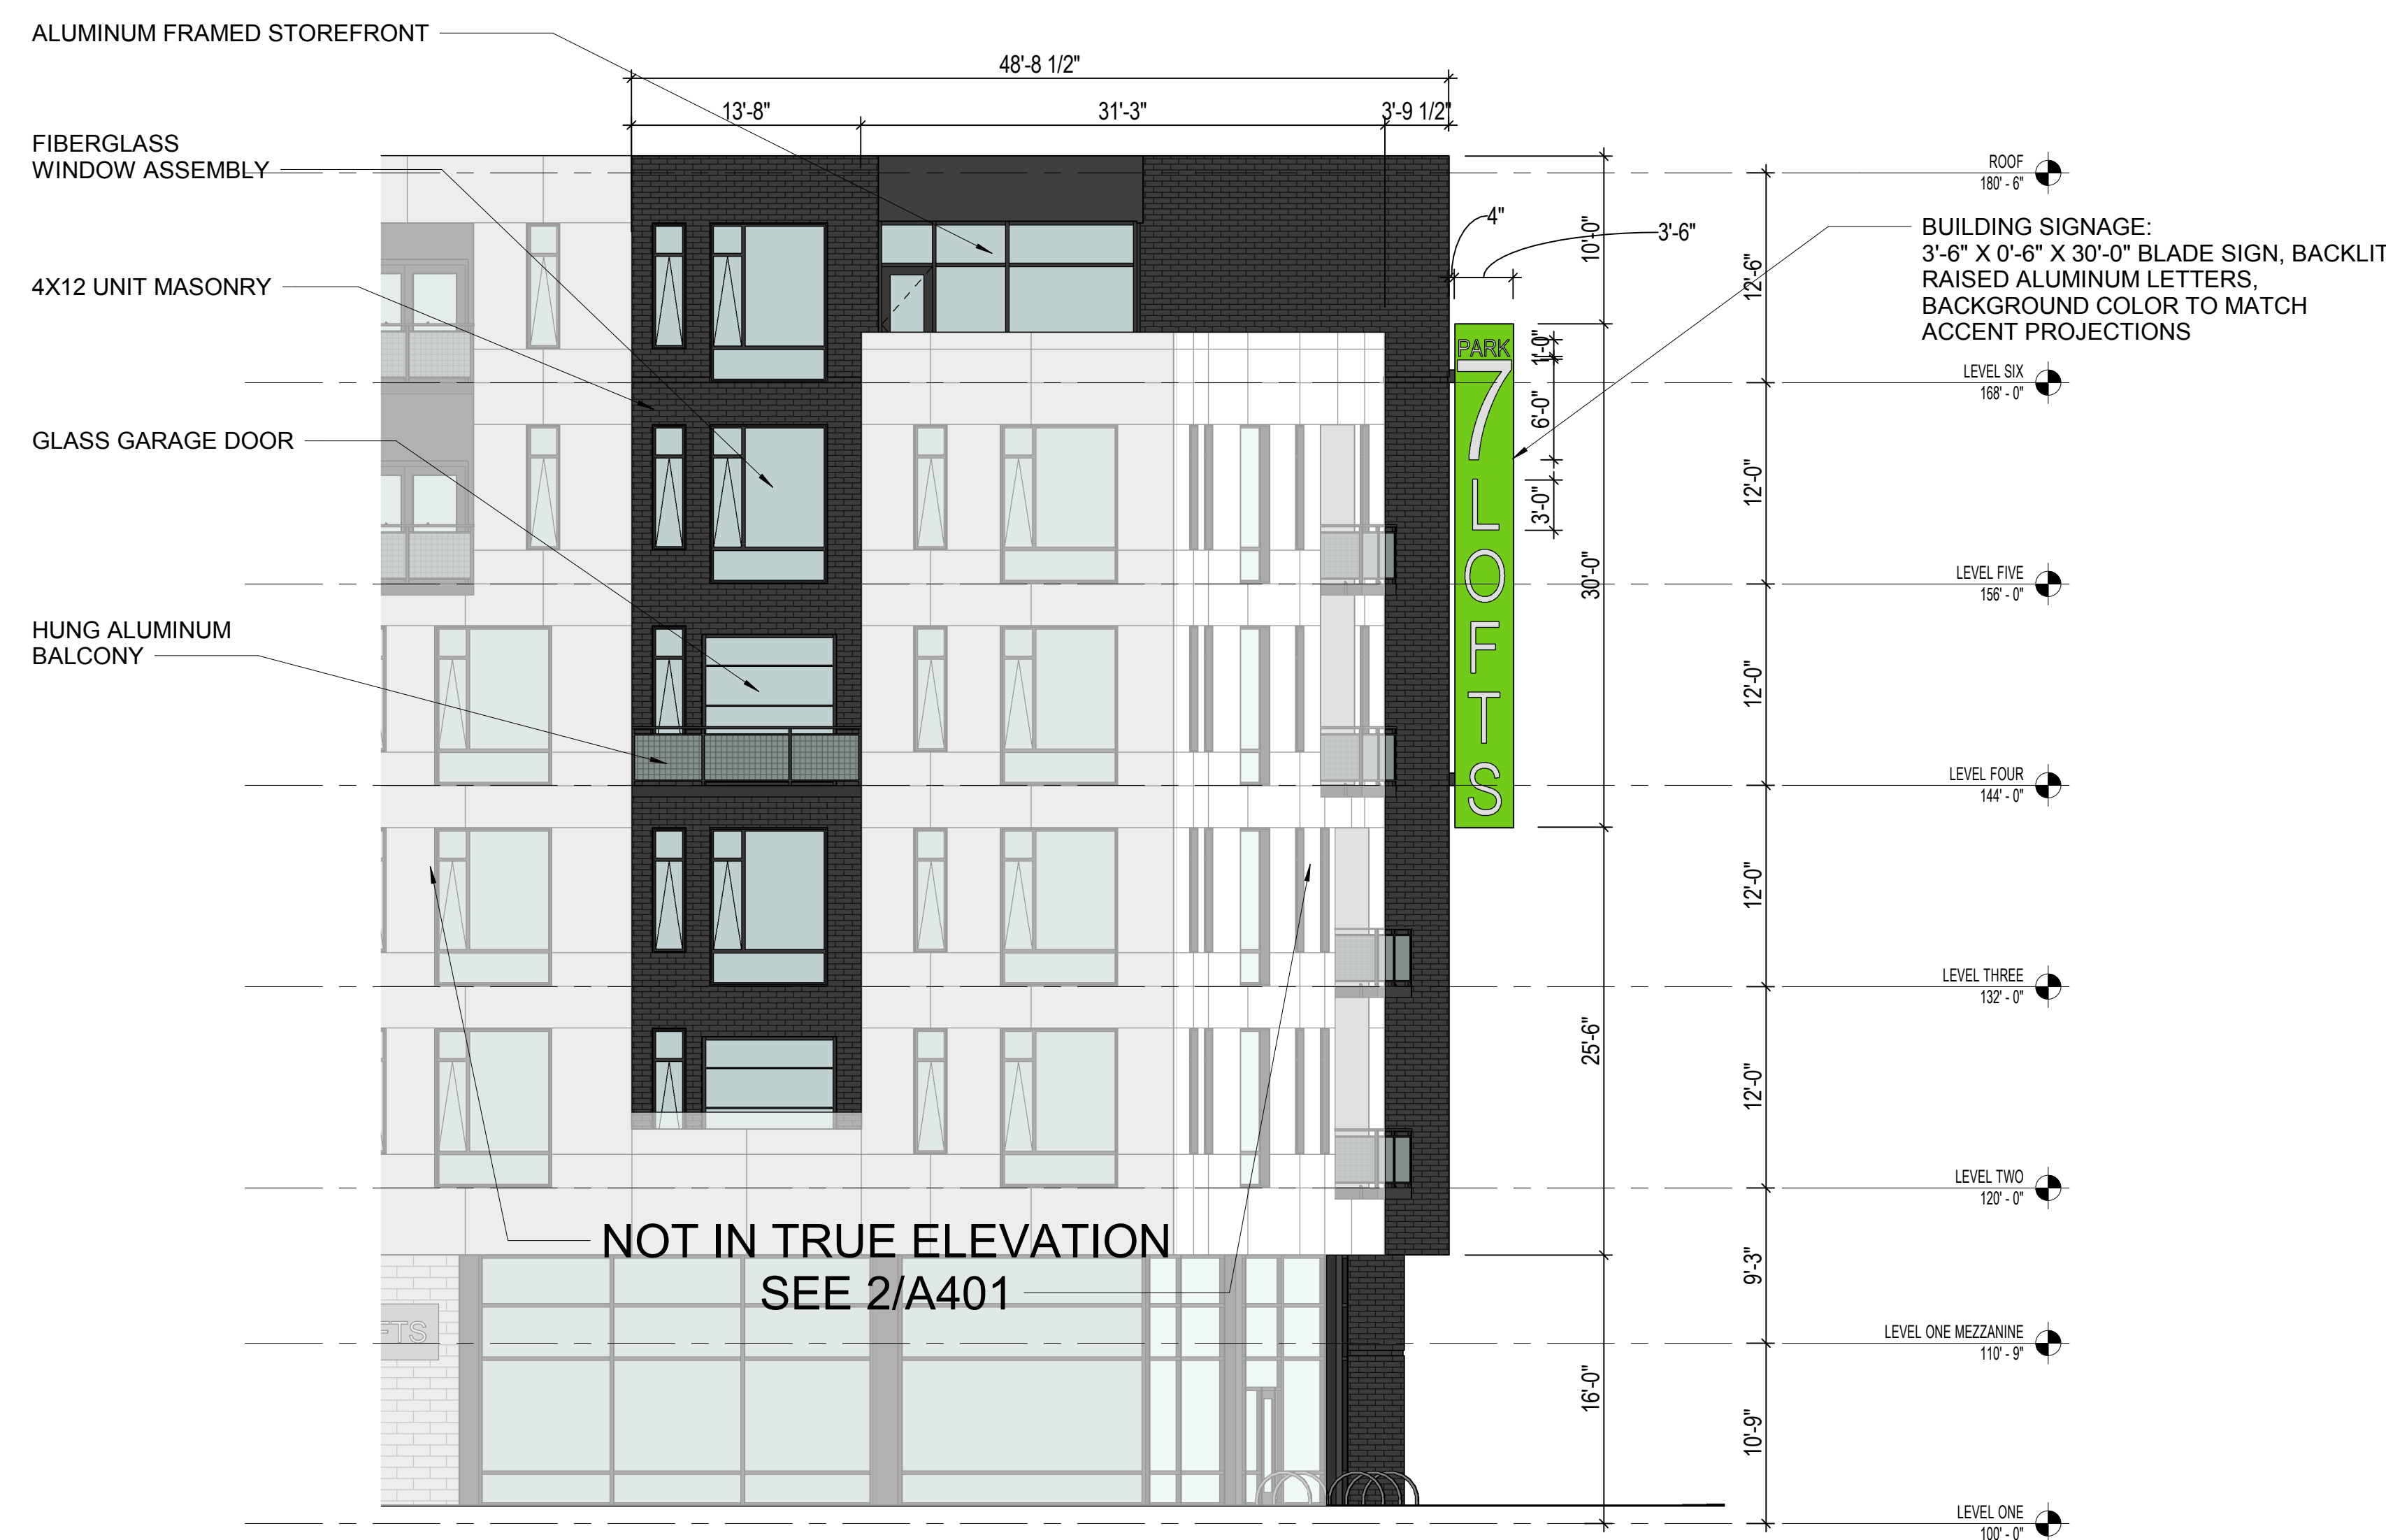 ALUMINUM FRAMED STOREFRONT
48'-8 1/2"
13'-8"
31'-3"
3'-9 1/2"
FIBERGLASS
WINDOW ASSEMBLY
4X12 UNIT MASONRY
GLASS GARAGE DOOR
HUNG ALUMINUM
BALCONY
NOT IN TRUE ELEVATION
SEE 2/A401
FTS
4"
3'-6"
PARK
7
L
O
F
T
S
1'-0"
6'-0"
3'-0"
10'-0"
30'-0"
25'-6"
16'-0"
12'-6"
12'-0"
12'-0"
12'-0"
12'-0"
9'-3"
10'-9"
ROOF
180' - 6"
BUILDING SIGNAGE:
3'-6" X 0'-6" X 30'-0" BLADE SIGN, BACKLIT
RAISED ALUMINUM LETTERS,
BACKGROUND COLOR TO MATCH
ACCENT PROJECTIONS
LEVEL SIX
168' - 0"
LEVEL FIVE
156' - 0"
LEVEL FOUR
144' - 0"
LEVEL THREE
132' - 0"
LEVEL TWO
120' - 0"
LEVEL ONE MEZZANINE
110' - 9"
LEVEL ONE
100' - 0"